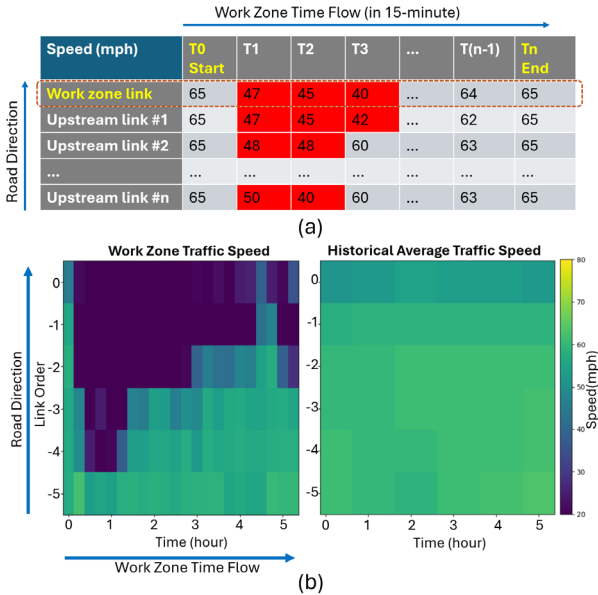 Work Zone Time Flow (in 15-minute)
Road Direction
Speed (mph) T0 Start T1 T2 T3 ... T(n-1) Tn End
Work zone link 65 47 45 40 ... 64 65
Upstream link #1 65 47 45 42 ... 62 65
Upstream link #2 65 48 48 60 ... 63 65
... ... ... ... ... ... ... ...
Upstream link #n 65 50 40 60 ... 63 65
(a)
Work Zone Traffic Speed
Road Direction
Link Order
0
-1
-2
-3
-4
-5
0 1 2 3 4 5
Time (hour)
Work Zone Time Flow
Historical Average Traffic Speed
0
-1
-2
-3
-4
-5
0 1 2 3 4 5
Time (hour)
80
70
60
50
40
30
20
Speed(mph)
(b)